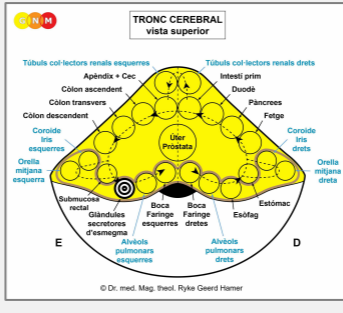 G N M
TRONC CEREBRAL
vista superior
Túbuls col·lectors renals esquerres
Túbuls col·lectors renals drets
Apèndix + Cec
Intestí prim
Còlon ascendent
Duodè
Còlon transvers
Pàncrees
Còlon descendent
Fetge
Úter
Pròstata
Coroide
Iris
esquerres
Coroide
Iris
drets
Orella
mitjana
esquerra
Orella
mitjana
dreta
Submucosa
rectal
Glàndules
secretores
d'esmegma
Boca
Faringe
esquerres
Boca
Faringe
dretes
Esòfag
Estómac
Alvèols
pulmonars
esquerres
Alvèols
pulmonars
drets
E
D
© Dr. med. Mag. theol. Ryke Geerd Hamer